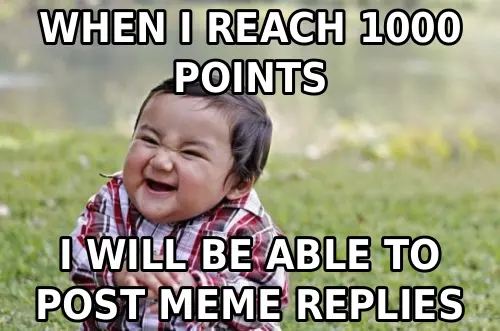 WHEN I REACH 1000
POINTS
I WILL BE ABLE TO
POST MEME REPLIES